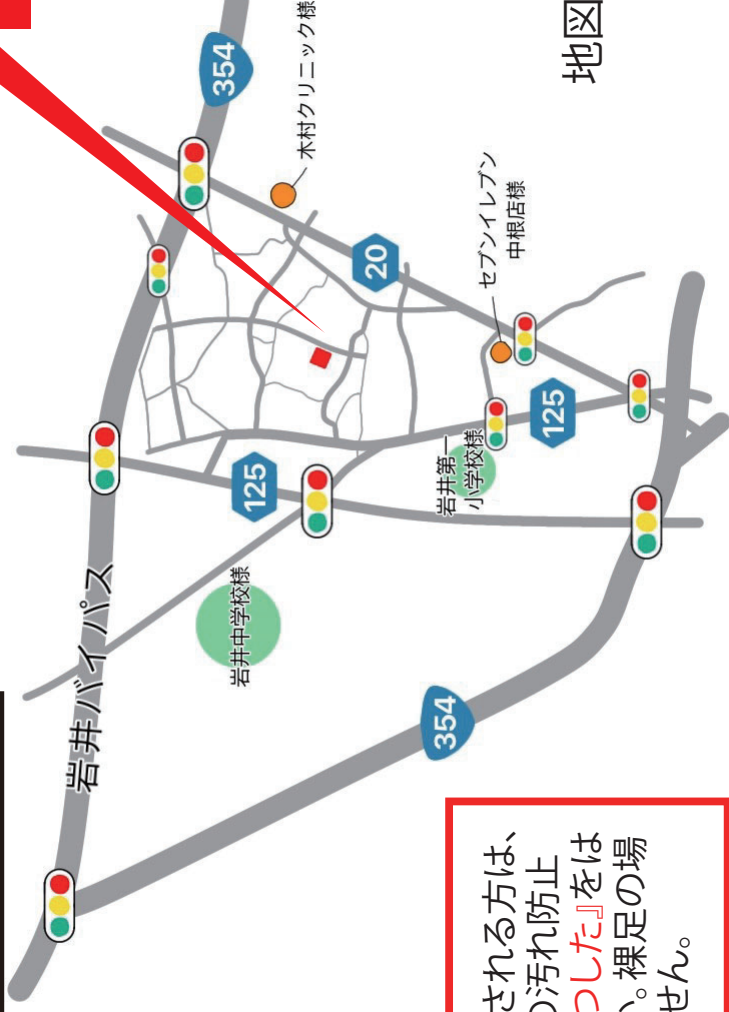 岩井バイパス
354
岩井中学校様
125
木村クリニック様
20
354
岩井第一
小学校様
セブンイレブン
中根店様
125
地図
される方は、
の汚れ防止
つした』をは
い。裸足の場
せん。